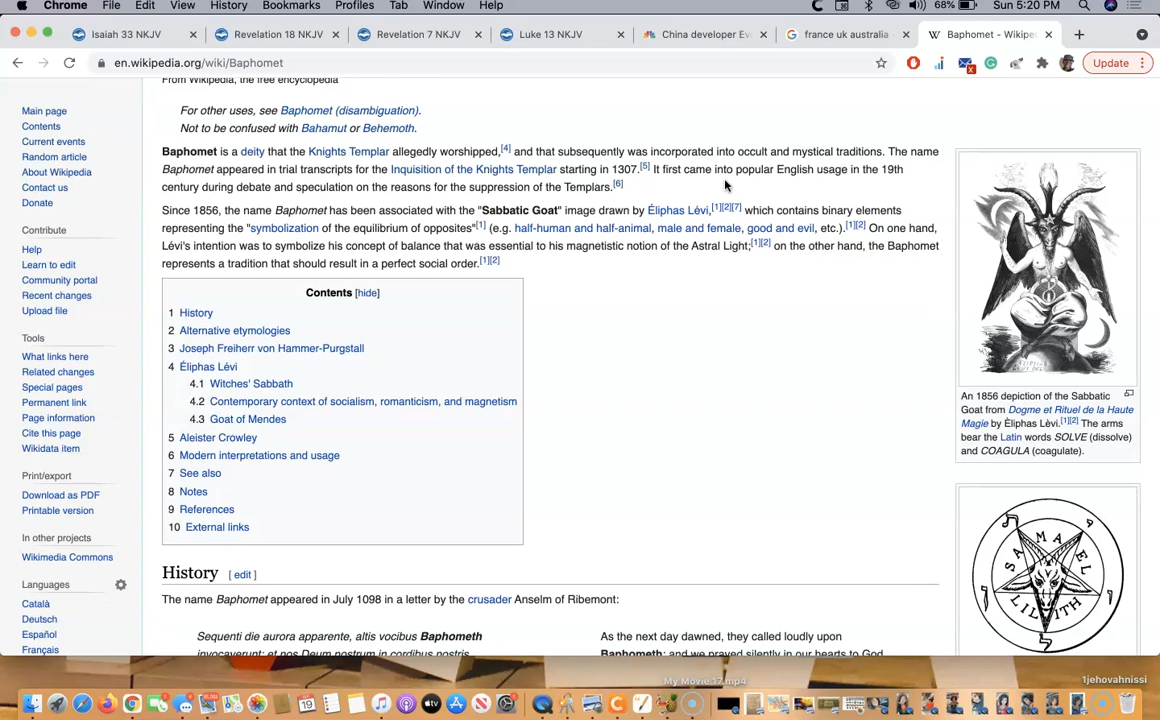 Chrome File Edit View History Bookmarks Profiles Tab Window Help 68% Sun 5:20 PM
Isaiah 33 NKJV Revelation 18 NKJV Revelation 7 NKJV Luke 13 NKJV China developer Ev france uk australia Baphomet - Wikipe
en.wikipedia.org/wiki/Baphomet Update
From Wikipedia, the free encyclopedia
For other uses, see Baphomet (disambiguation).
Not to be confused with Bahamut or Behemoth.
Baphomet is a deity that the Knights Templar allegedly worshipped,[4] and that subsequently was incorporated into occult and mystical traditions. The name
Baphomet appeared in trial transcripts for the Inquisition of the Knights Templar starting in 1307.[5] It first came into popular English usage in the 19th
century during debate and speculation on the reasons for the suppression of the Templars.[6]
Since 1856, the name Baphomet has been associated with the "Sabbatic Goat" image drawn by Éliphas Lévi,[1][2][7] which contains binary elements
representing the "symbolization of the equilibrium of opposites"[1] (e.g. half-human and half-animal, male and female, good and evil, etc.).[1][2] On one hand,
Lévi's intention was to symbolize his concept of balance that was essential to his magnetistic notion of the Astral Light;[1][2] on the other hand, the Baphomet
represents a tradition that should result in a perfect social order.[1][2]
Contents [hide]
1 History
2 Alternative etymologies
3 Joseph Freiherr von Hammer-Purgstall
4 Éliphas Lévi
4.1 Witches' Sabbath
4.2 Contemporary context of socialism, romanticism, and magnetism
4.3 Goat of Mendes
5 Aleister Crowley
6 Modern interpretations and usage
7 See also
8 Notes
9 References
10 External links
History [ edit ]
The name Baphomet appeared in July 1098 in a letter by the crusader Anselm of Ribemont:
Sequenti die aurora apparente, altis vocibus Baphometh
invocaverunt; et nos Deum nostrum in cordibus nostris
As the next day dawned, they called loudly upon
Baphometh; and we prayed silently in our hearts to God,
Main page
Contents
Current events
Random article
About Wikipedia
Contact us
Donate
Contribute
Help
Learn to edit
Community portal
Recent changes
Upload file
Tools
What links here
Related changes
Special pages
Permanent link
Page information
Cite this page
Wikidata item
Print/export
Download as PDF
Printable version
In other projects
Wikimedia Commons
Languages
Català
Deutsch
Español
Français
An 1856 depiction of the Sabbatic
Goat from Dogme et Rituel de la Haute
Magie by Éliphas Lèvi.[1][2] The arms
bear the Latin words SOLVE (dissolve)
and COAGULA (coagulate).
SAMAEL
LILITH
My Movie 17.mp4
1jehovahnissi